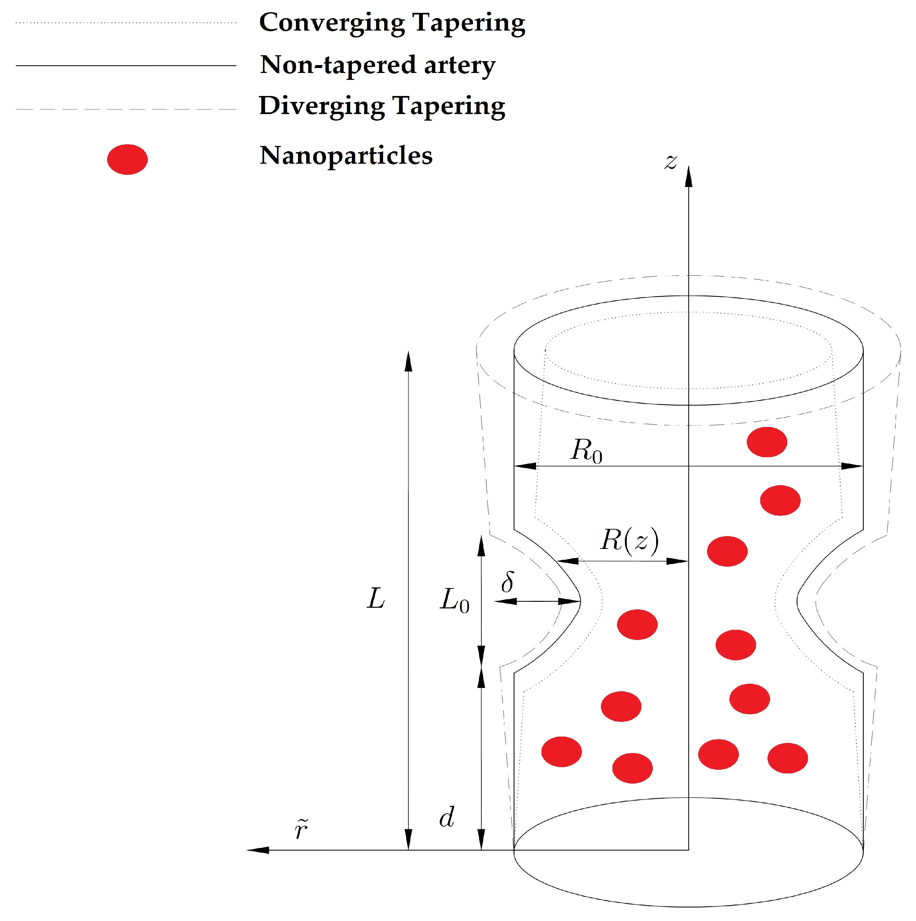 Converging Tapering
Non-tapered artery
Diverging Tapering
Nanoparticles
z
R₀
R(z)
δ
L
L₀
d
r̃